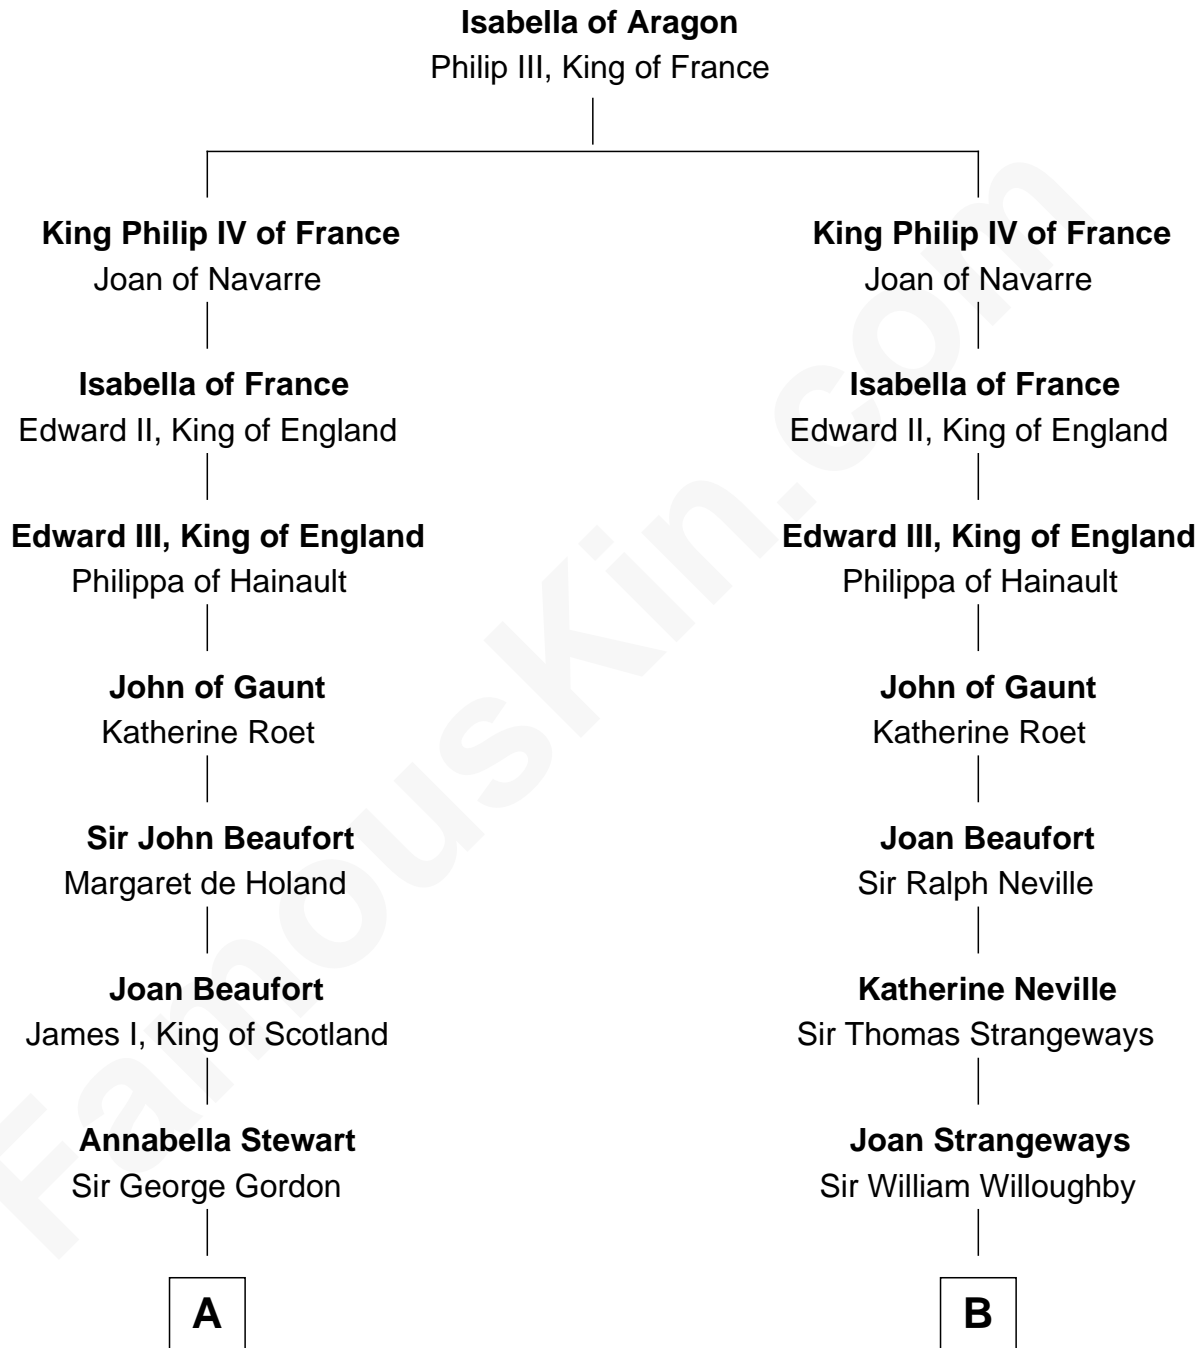 Isabella of Aragon
Philip III, King of France
King Philip IV of France
Joan of Navarre
Isabella of France
Edward II, King of England
Edward III, King of England
Philippa of Hainault
John of Gaunt
Katherine Roet
Sir John Beaufort
Margaret de Holand
Joan Beaufort
James I, King of Scotland
Annabella Stewart
Sir George Gordon
A
King Philip IV of France
Joan of Navarre
Isabella of France
Edward II, King of England
Edward III, King of England
Philippa of Hainault
John of Gaunt
Katherine Roet
Joan Beaufort
Sir Ralph Neville
Katherine Neville
Sir Thomas Strangeways
Joan Strangeways
Sir William Willoughby
B
FamousKin.com